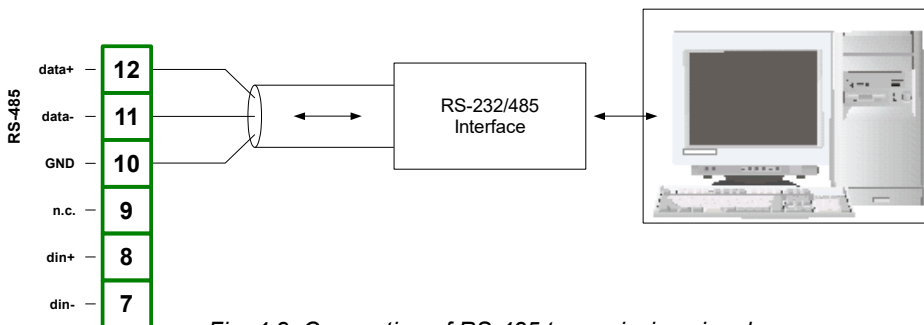 RS-485
data+ – 12
data- – 11
GND – 10
n.c. – 9
din+ – 8
din- – 7
RS-232/485
Interface